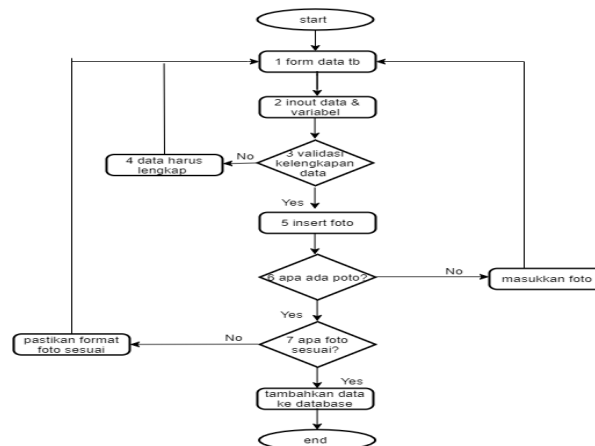 start
1 form data tb
2 inout data &
variabel
3 validasi
kelengkapan
data
No
4 data harus
lengkap
Yes
5 insert foto
6 apa ada poto?
No
masukkan foto
Yes
7 apa foto
sesuai?
No
pastikan format
foto sesuai
Yes
tambahkan data
ke database
end